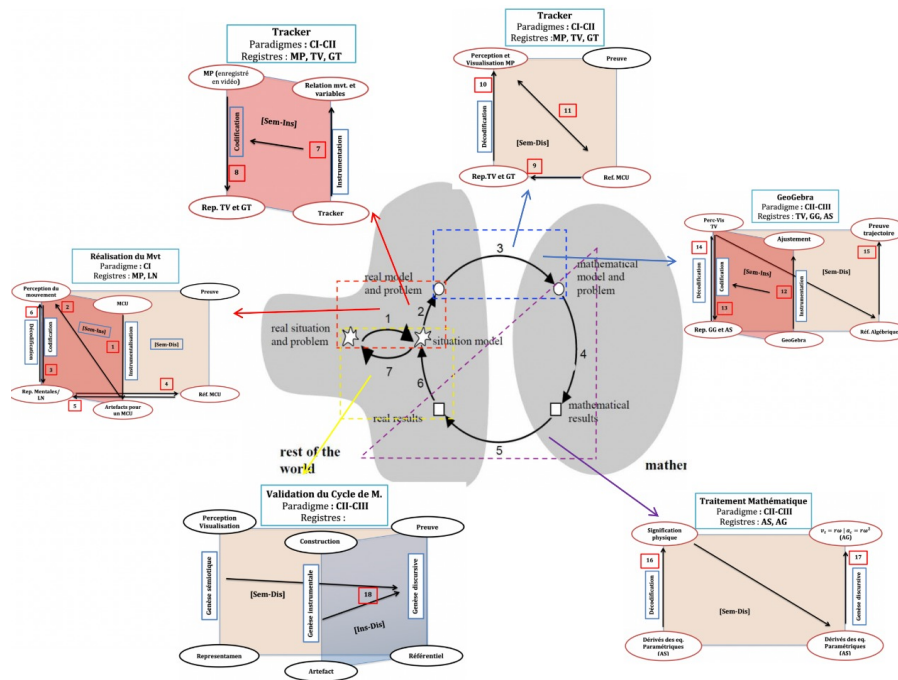 Tracker
Paradigmes : CI-CII
Registres : MP, TV, GT
MP (enregistré
en vidéo)
Relation mvt. et
variables
[Sem-Ins]
Codification
7
8
Instrumentation
Rep. TV et GT
Tracker
Tracker
Paradigmes : CI-CII
Registres :MP, TV, GT
Perception et
Visualisation MP
Preuve
10
11
Décodification
[Sem-Dis]
9
Rep.TV et GT
Ref. MCU
GeoGebra
Paradigme : CII-CIII
Registres : TV, GG, AS
Perc-Vis
TV
Ajustement
Preuve
trajectoire
14
15
Décodification
Codification
[Sem-Ins]
[Sem-Dis]
12
13
Instrumentation
Rep. GG et AS
GeoGebra
Réf. Algébrique
Réalisation du Mvt
Paradigme : CI
Registres : MP, LN
Perception du
mouvement
MCU
Preuve
6
2
[Sem-Ins]
1
[Sem-Dis]
Décodification
Codification
Instrumentalisation
3
4
Rep. Mentales/
LN
5
Artefacts pour
un MCU
Réf. MCU
real model
and problem
3
mathematical
model and problem
1
2
real situation
and problem
situation model
4
7
6
real results
mathematical
results
5
rest of the
world
mather
Validation du Cycle de M.
Paradigme : CII-CIII
Registres :
Perception
Visualisation
Construction
Preuve
Genèse sémiotique
[Sem-Dis]
Genèse instrumentale
18
[Ins-Dis]
Genèse discursive
Representamen
Artefact
Référentiel
Traitement Mathématique
Paradigme : CII-CIII
Registres : AS, AG
Signification
physique
(AG)
16
17
Décodification
[Sem-Dis]
Genèse discursive
Dérivés des eq.
Paramétriques
(AS)
Dérivés des eq.
Paramétriques
(AS)